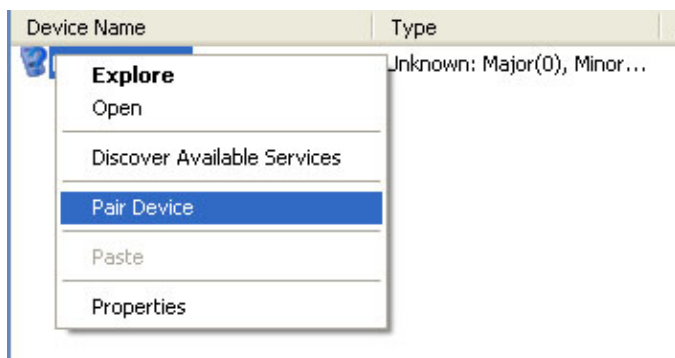 Device Name Type
Unknown: Major(0), Minor...
Explore
Open
Discover Available Services
Pair Device
Paste
Properties